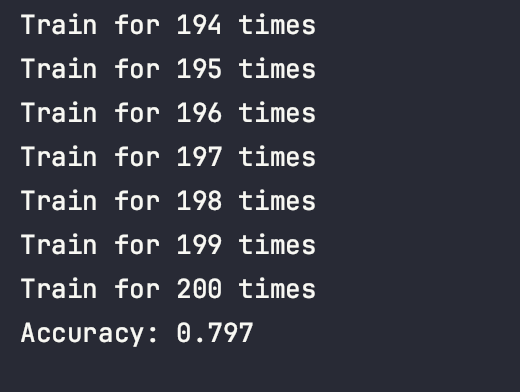 Train for 194 times
Train for 195 times
Train for 196 times
Train for 197 times
Train for 198 times
Train for 199 times
Train for 200 times
Accuracy: 0.797